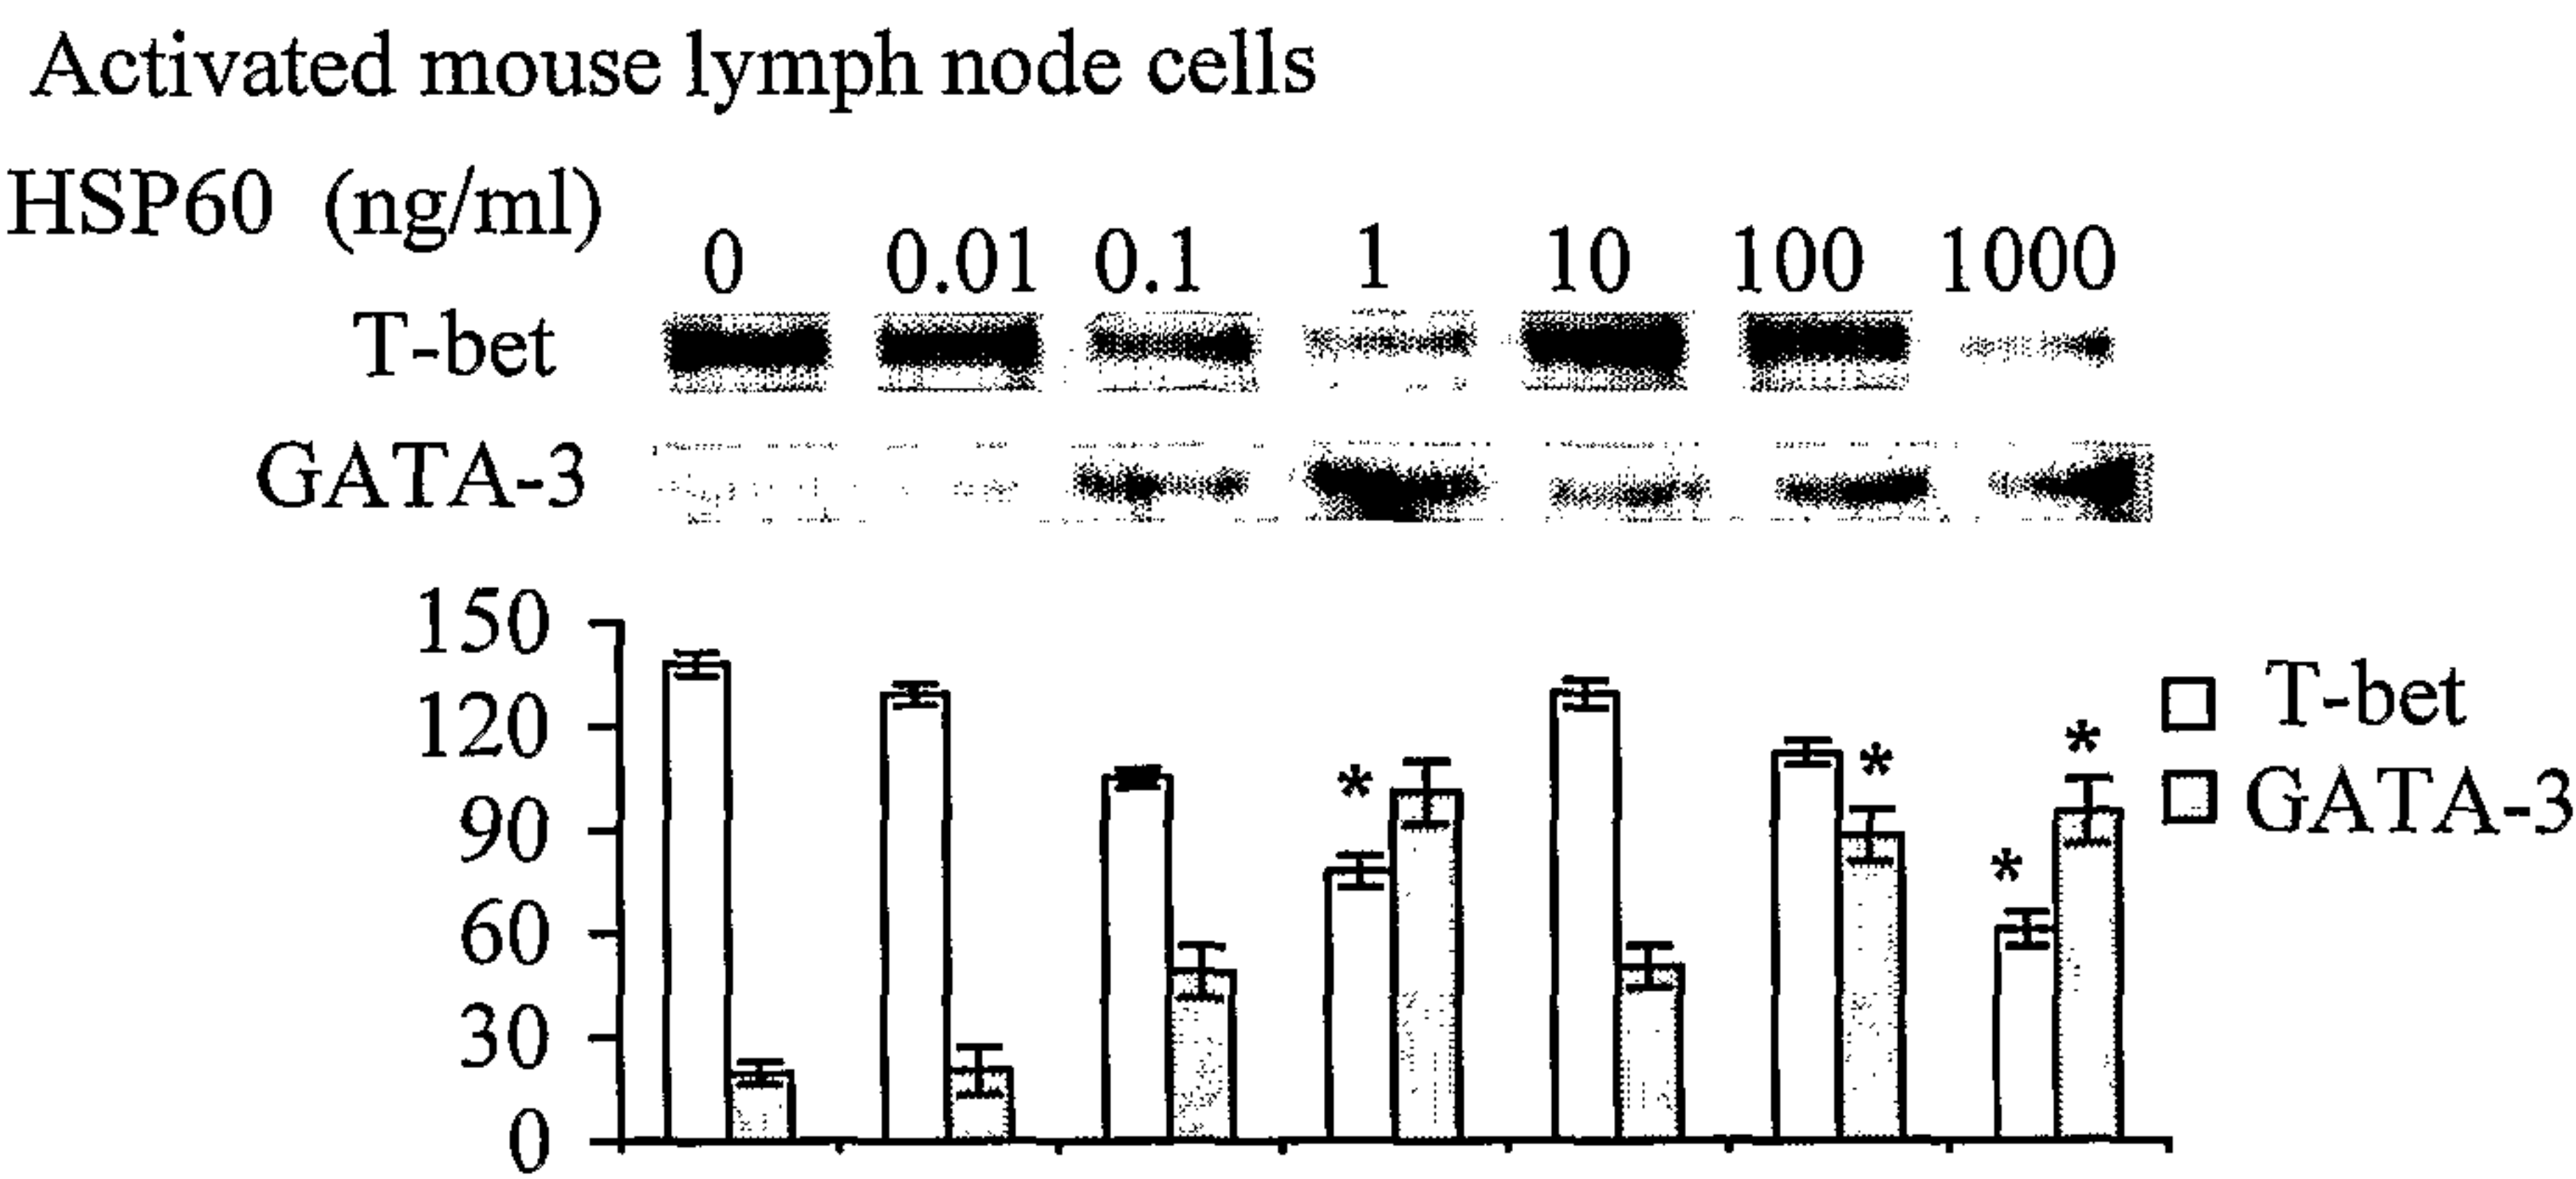 Activated mouse lymph node cells
HSP60 (ng/ml)
0 0.01 0.1 1 10 100 1000
T-bet
GATA-3
150
120
90
60
30
0
* * * *
T-bet
GATA-3